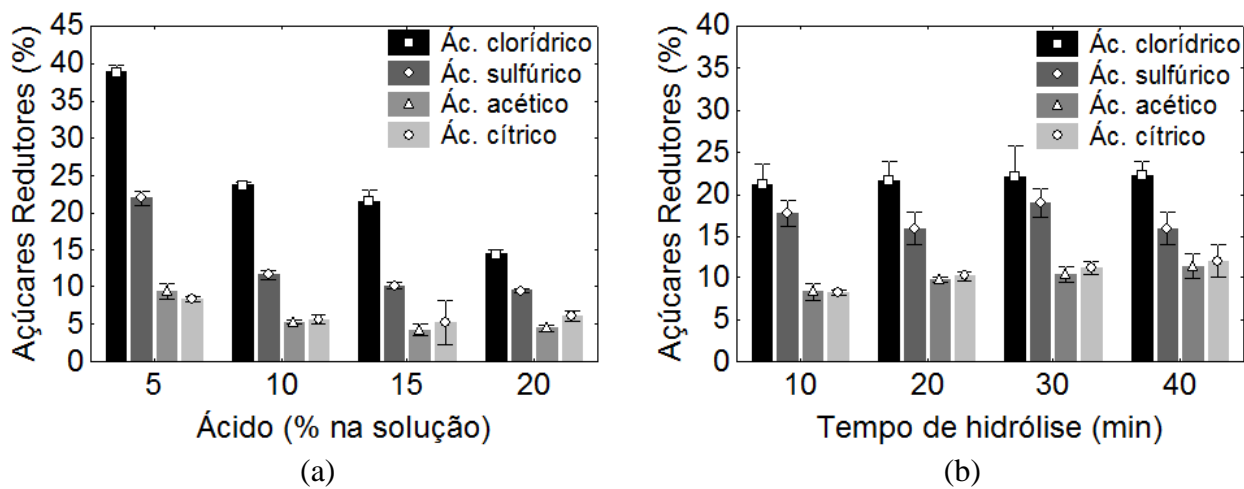 Açúcares Redutores (%)
45
40
35
30
25
20
15
10
5
0
Ác. clorídrico
Ác. sulfúrico
Ác. acético
Ác. cítrico
5 10 15 20
Ácido (% na solução)
(a)
Açúcares Redutores (%)
40
35
30
25
20
15
10
5
0
Ác. clorídrico
Ác. sulfúrico
Ác. acético
Ác. cítrico
10 20 30 40
Tempo de hidrólise (min)
(b)